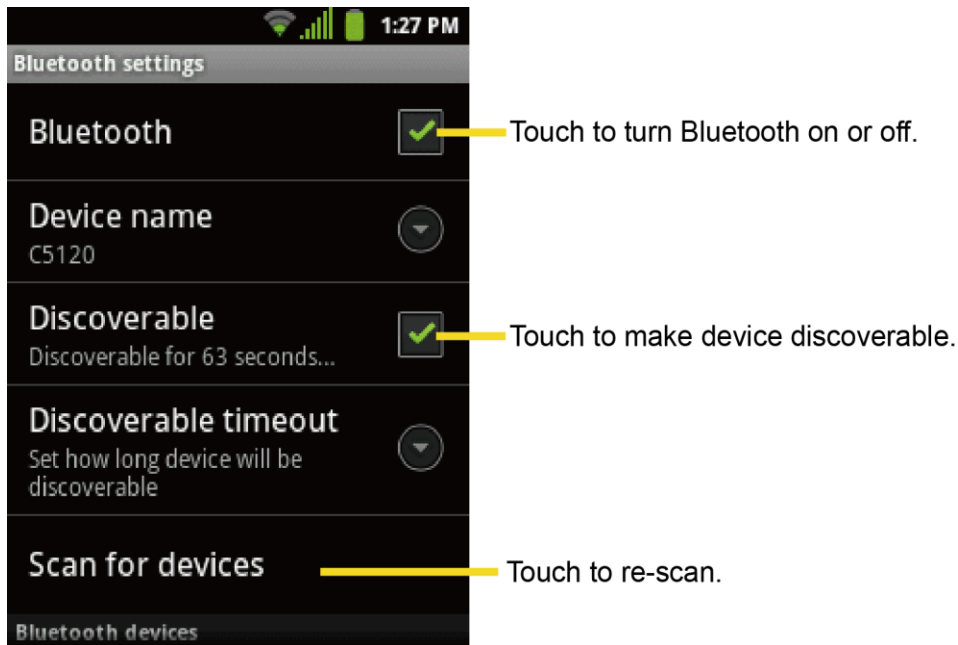 1:27 PM
Bluetooth settings
Bluetooth
Touch to turn Bluetooth on or off.
Device name
C5120
Discoverable
Discoverable for 63 seconds...
Touch to make device discoverable.
Discoverable timeout
Set how long device will be
discoverable
Scan for devices
Touch to re-scan.
Bluetooth devices